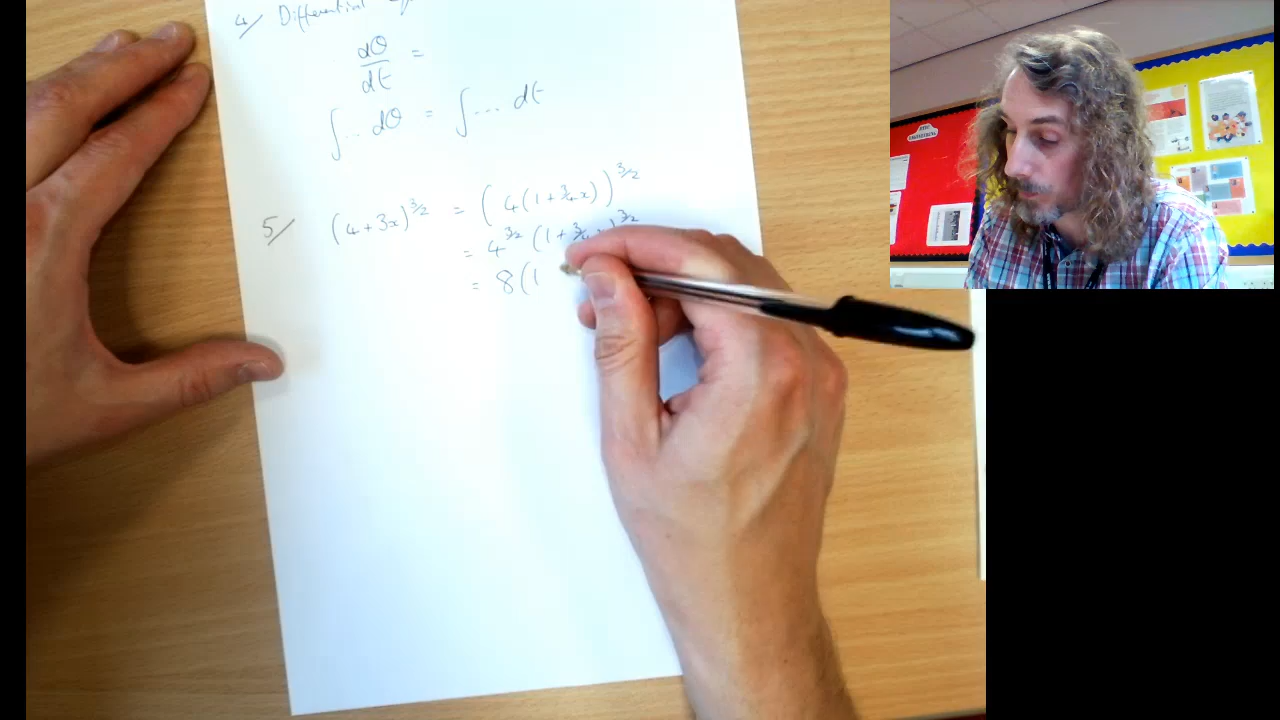 4/ Differential
dθ/dt =
∫... dθ = ∫... dt
5/ (4+3x)^3/2 = (4(1+3/4x))^3/2
= 4^3/2 (1+3/4x)^3/2
= 8(1